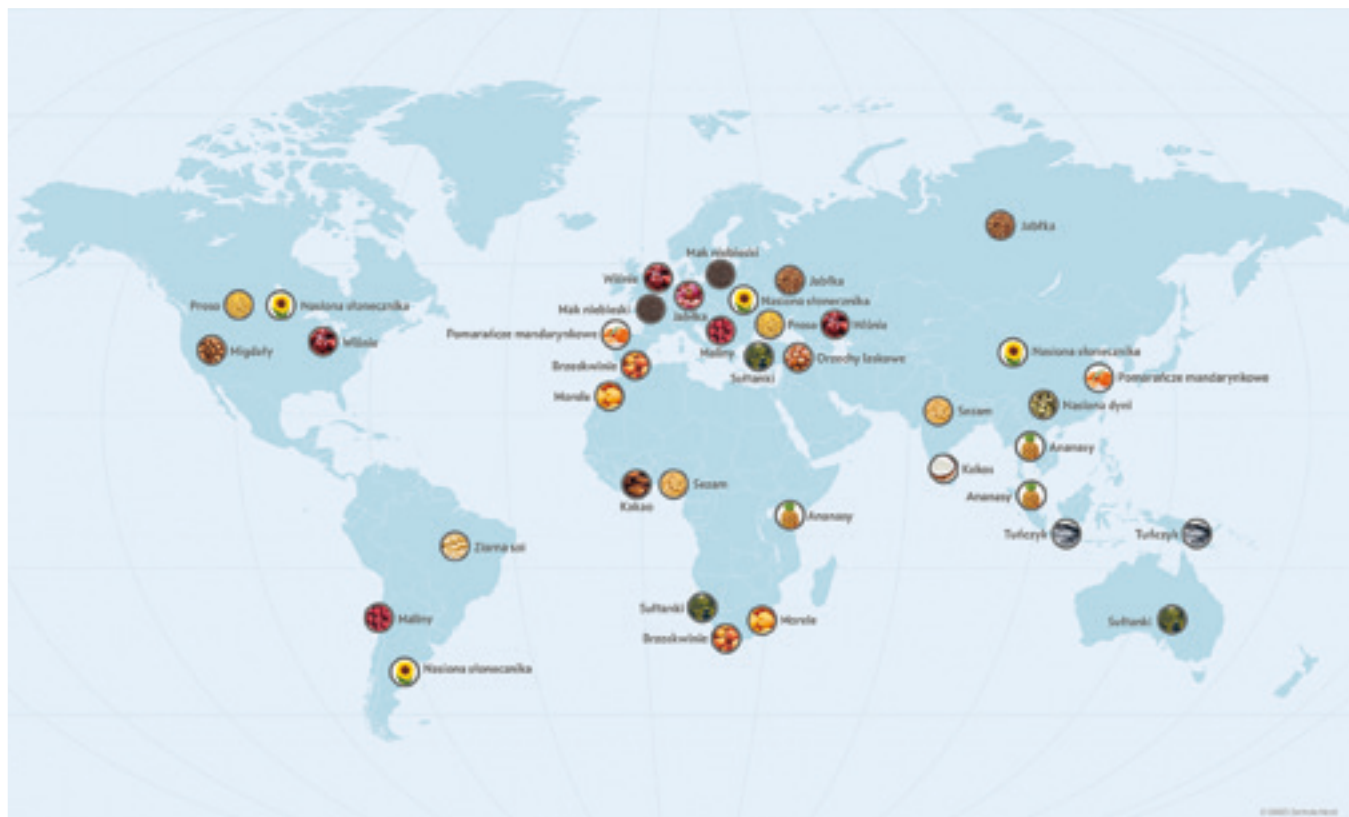 Jabłka
Mak niebieski
Wiśnie
Jabłka
Nasiona słonecznika
Proso
Nasiona słonecznika
Mak niebieski
Jabłka
Pomarańcze mandarynkowe
Maliny
Proso
Wiśnie
Migdały
Wiśnie
Brzoskwinie
Sułtanki
Orzechy laskowe
Nasiona słonecznika
Pomarańcze mandarynkowe
Morele
Sezam
Nasiona dyni
Ananasy
Kokos
Kakao
Sezam
Ananasy
Ananasy
Tuńczyk
Tuńczyk
Ziarna soi
Maliny
Sułtanki
Morele
Sułtanki
Brzoskwinie
Nasiona słonecznika